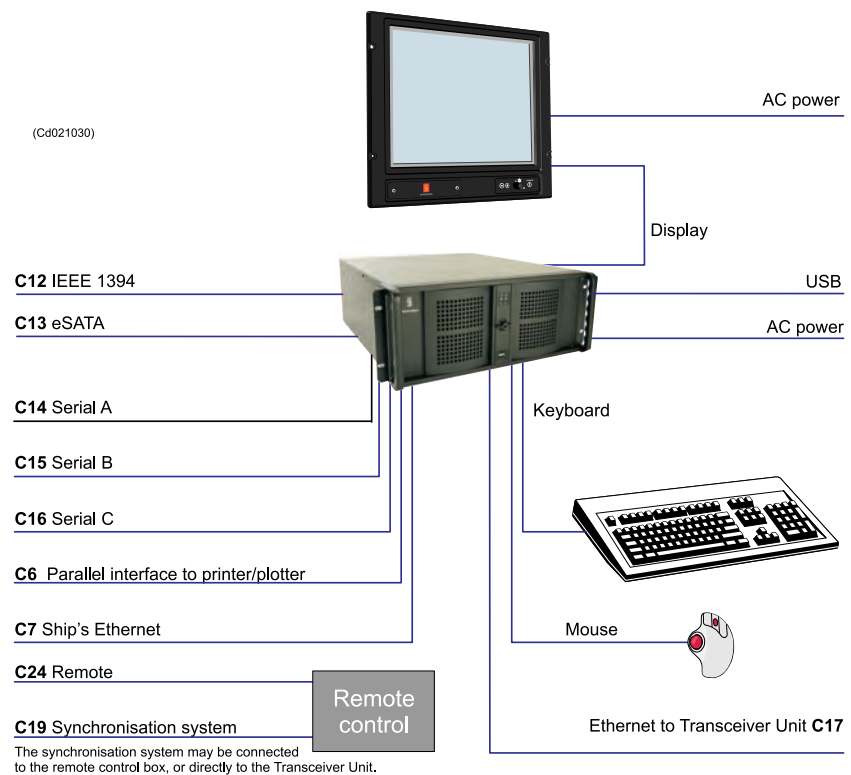 AC power
(Cd021030)
Display
C12 IEEE 1394
USB
C13 eSATA
AC power
C14 Serial A
Keyboard
C15 Serial B
C16 Serial C
C6 Parallel interface to printer/plotter
C7 Ship's Ethernet
Mouse
C24 Remote
Remote
control
C19 Synchronisation system
Ethernet to Transceiver Unit C17
The synchronisation system may be connected
to the remote control box, or directly to the Transceiver Unit.